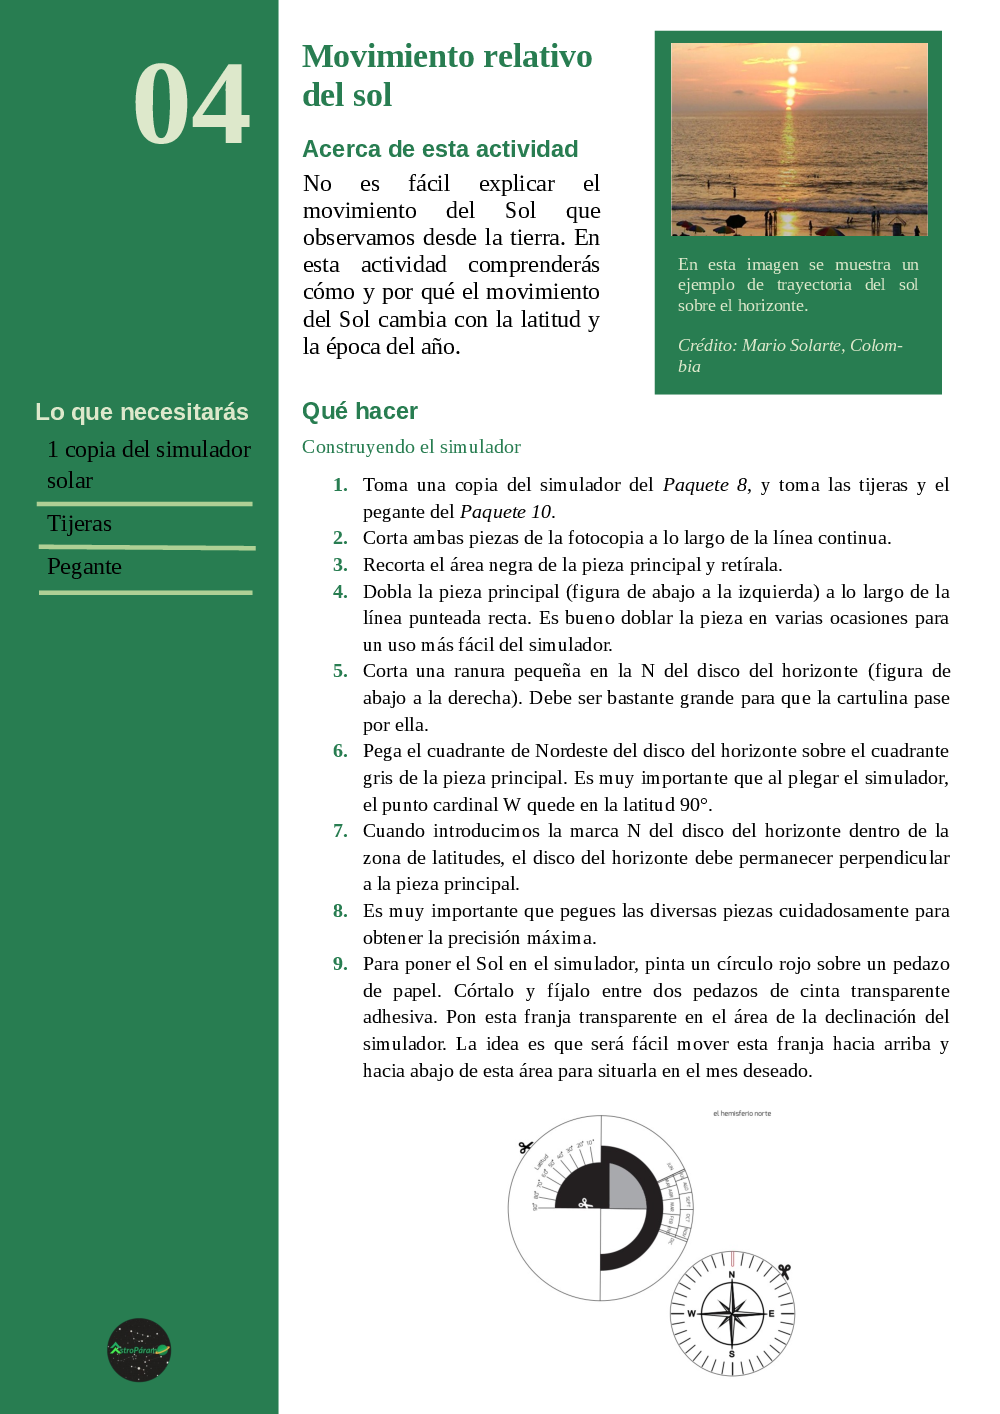 04
Movimiento relativo
del sol
Acerca de esta actividad
No es fácil explicar el
movimiento del Sol que
observamos desde la tierra. En
esta actividad comprenderás
cómo y por qué el movimiento
del Sol cambia con la latitud y
la época del año.
En esta imagen se muestra un
ejemplo de trayectoria del sol
sobre el horizonte.
Crédito: Mario Solarte, Colom-
bia
Lo que necesitarás
1 copia del simulador
solar
Tijeras
Pegante
Qué hacer
Construyendo el simulador
1. Toma una copia del simulador del Paquete 8, y toma las tijeras y el
pegante del Paquete 10.
2. Corta ambas piezas de la fotocopia a lo largo de la línea continua.
3. Recorta el área negra de la pieza principal y retírala.
4. Dobla la pieza principal (figura de abajo a la izquierda) a lo largo de la
línea punteada recta. Es bueno doblar la pieza en varias ocasiones para
un uso más fácil del simulador.
5. Corta una ranura pequeña en la N del disco del horizonte (figura de
abajo a la derecha). Debe ser bastante grande para que la cartulina pase
por ella.
6. Pega el cuadrante de Nordeste del disco del horizonte sobre el cuadrante
gris de la pieza principal. Es muy importante que al plegar el simulador,
el punto cardinal W quede en la latitud 90°.
7. Cuando introducimos la marca N del disco del horizonte dentro de la
zona de latitudes, el disco del horizonte debe permanecer perpendicular
a la pieza principal.
8. Es muy importante que pegues las diversas piezas cuidadosamente para
obtener la precisión máxima.
9. Para poner el Sol en el simulador, pinta un círculo rojo sobre un pedazo
de papel. Córtalo y fíjalo entre dos pedazos de cinta transparente
adhesiva. Pon esta franja transparente en el área de la declinación del
simulador. La idea es que será fácil mover esta franja hacia arriba y
hacia abajo de esta área para situarla en el mes deseado.
el hemisferio norte
Latitud
90° 80° 70° 60° 50° 40° 30° 20° 10°
JUN
AGO
SEPT
OCT
N
W E
S